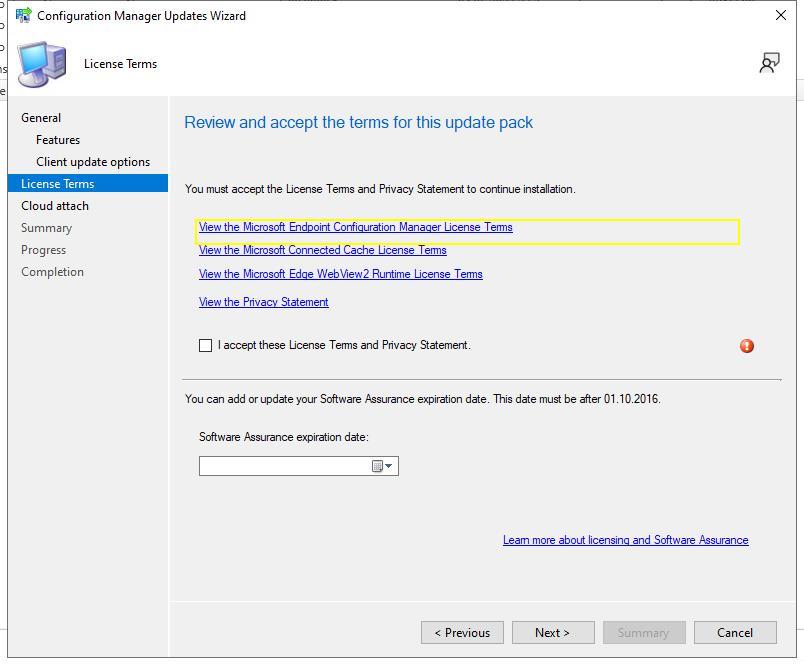 Configuration Manager Updates Wizard
License Terms
General
Features
Client update options
License Terms
Cloud attach
Summary
Progress
Completion
Review and accept the terms for this update pack
You must accept the License Terms and Privacy Statement to continue installation.
View the Microsoft Endpoint Configuration Manager License Terms
View the Microsoft Connected Cache License Terms
View the Microsoft Edge WebView2 Runtime License Terms
View the Privacy Statement
I accept these License Terms and Privacy Statement.
You can add or update your Software Assurance expiration date. This date must be after 01.10.2016.
Software Assurance expiration date:
Learn more about licensing and Software Assurance
< Previous
Next >
Summary
Cancel